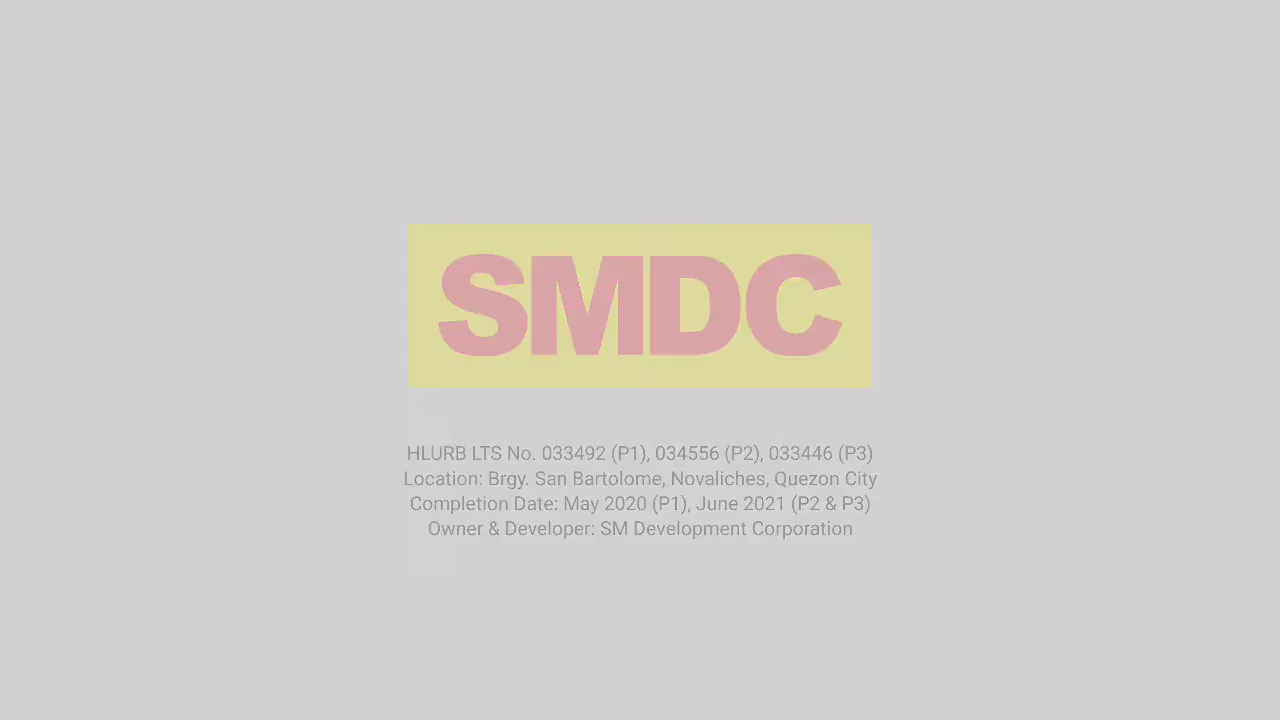 SMDC
HLURB LTS No. 033492 (P1), 034556 (P2), 033446 (P3)
Location: Brgy. San Bartolome, Novaliches, Quezon City
Completion Date: May 2020 (P1), June 2021 (P2 & P3)
Owner & Developer: SM Development Corporation